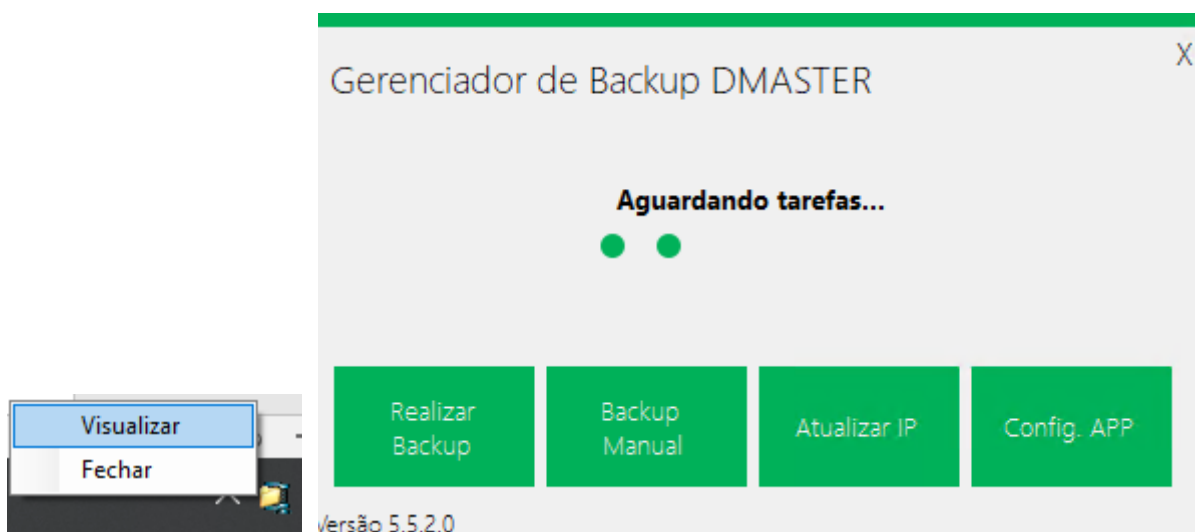 X
Gerenciador de Backup DMASTER
Aguardando tarefas...
Realizar
Backup
Backup
Manual
Atualizar IP
Config. APP
Versão 5.5.2.0
Visualizar
Fechar